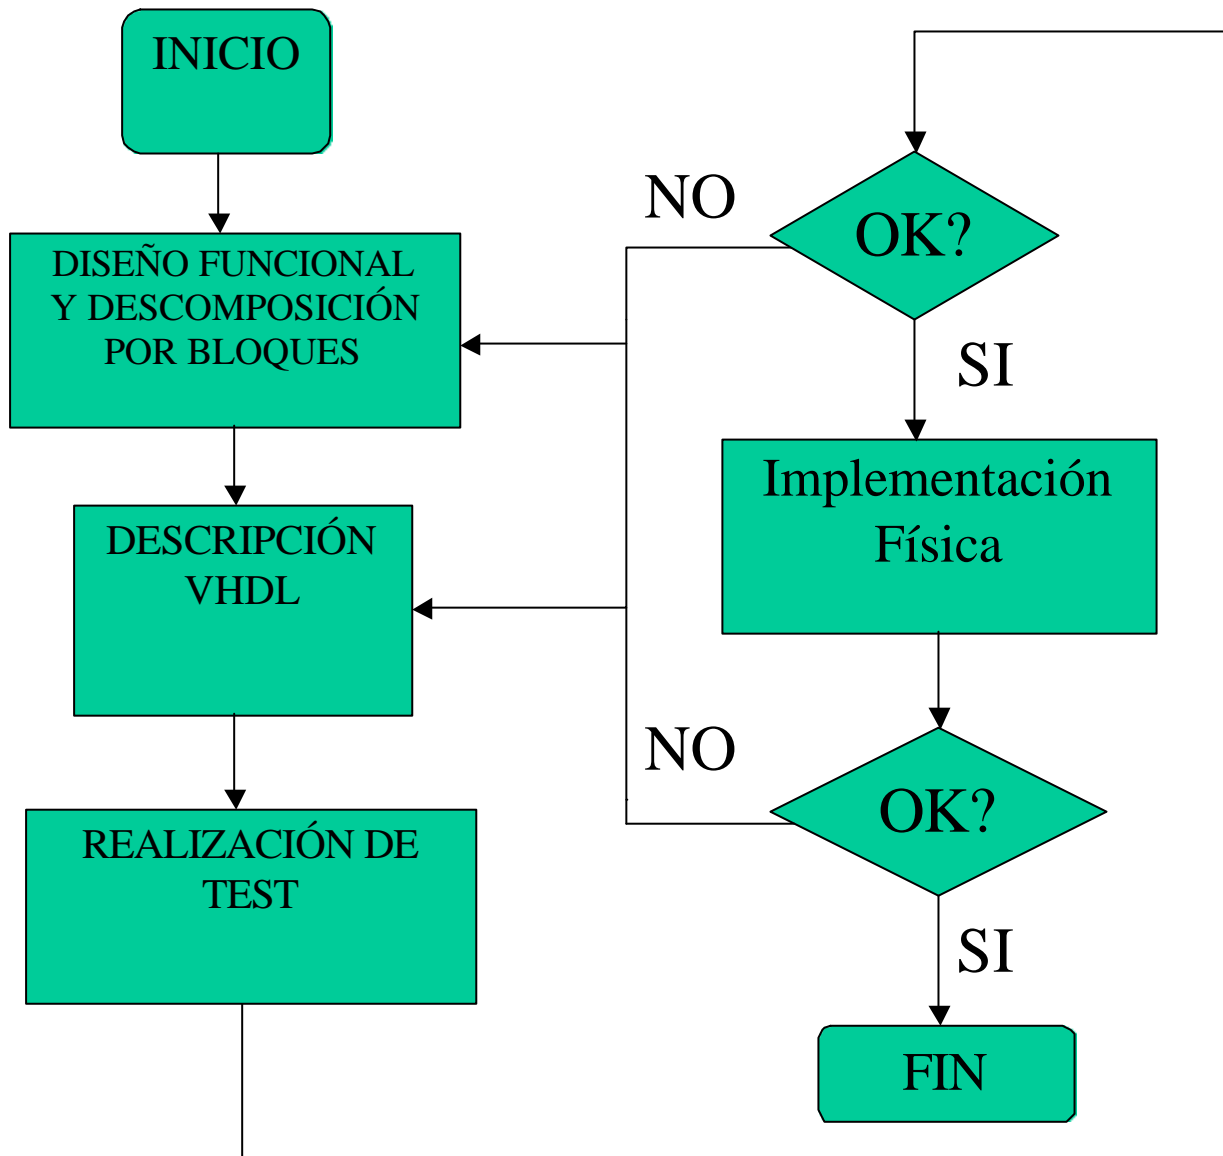 INICIO
DISEÑO FUNCIONAL
Y DESCOMPOSICIÓN
POR BLOQUES
DESCRIPCIÓN
VHDL
REALIZACIÓN DE
TEST
OK?
NO
SI
Implementación
Física
OK?
NO
SI
FIN